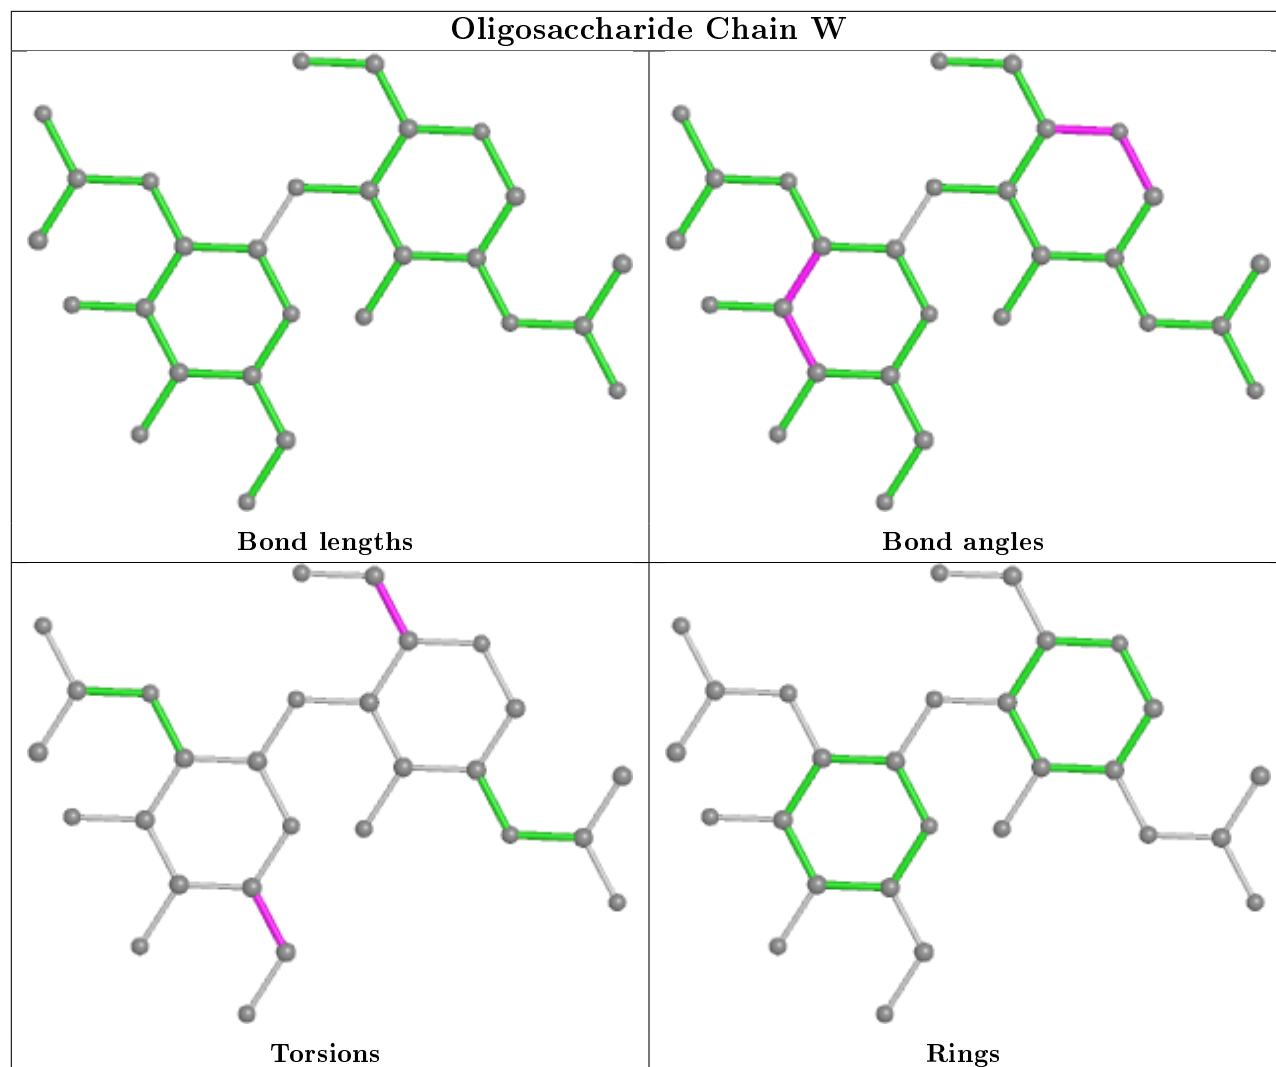 Oligosaccharide Chain W
Bond lengths
Bond angles
Torsions
Rings